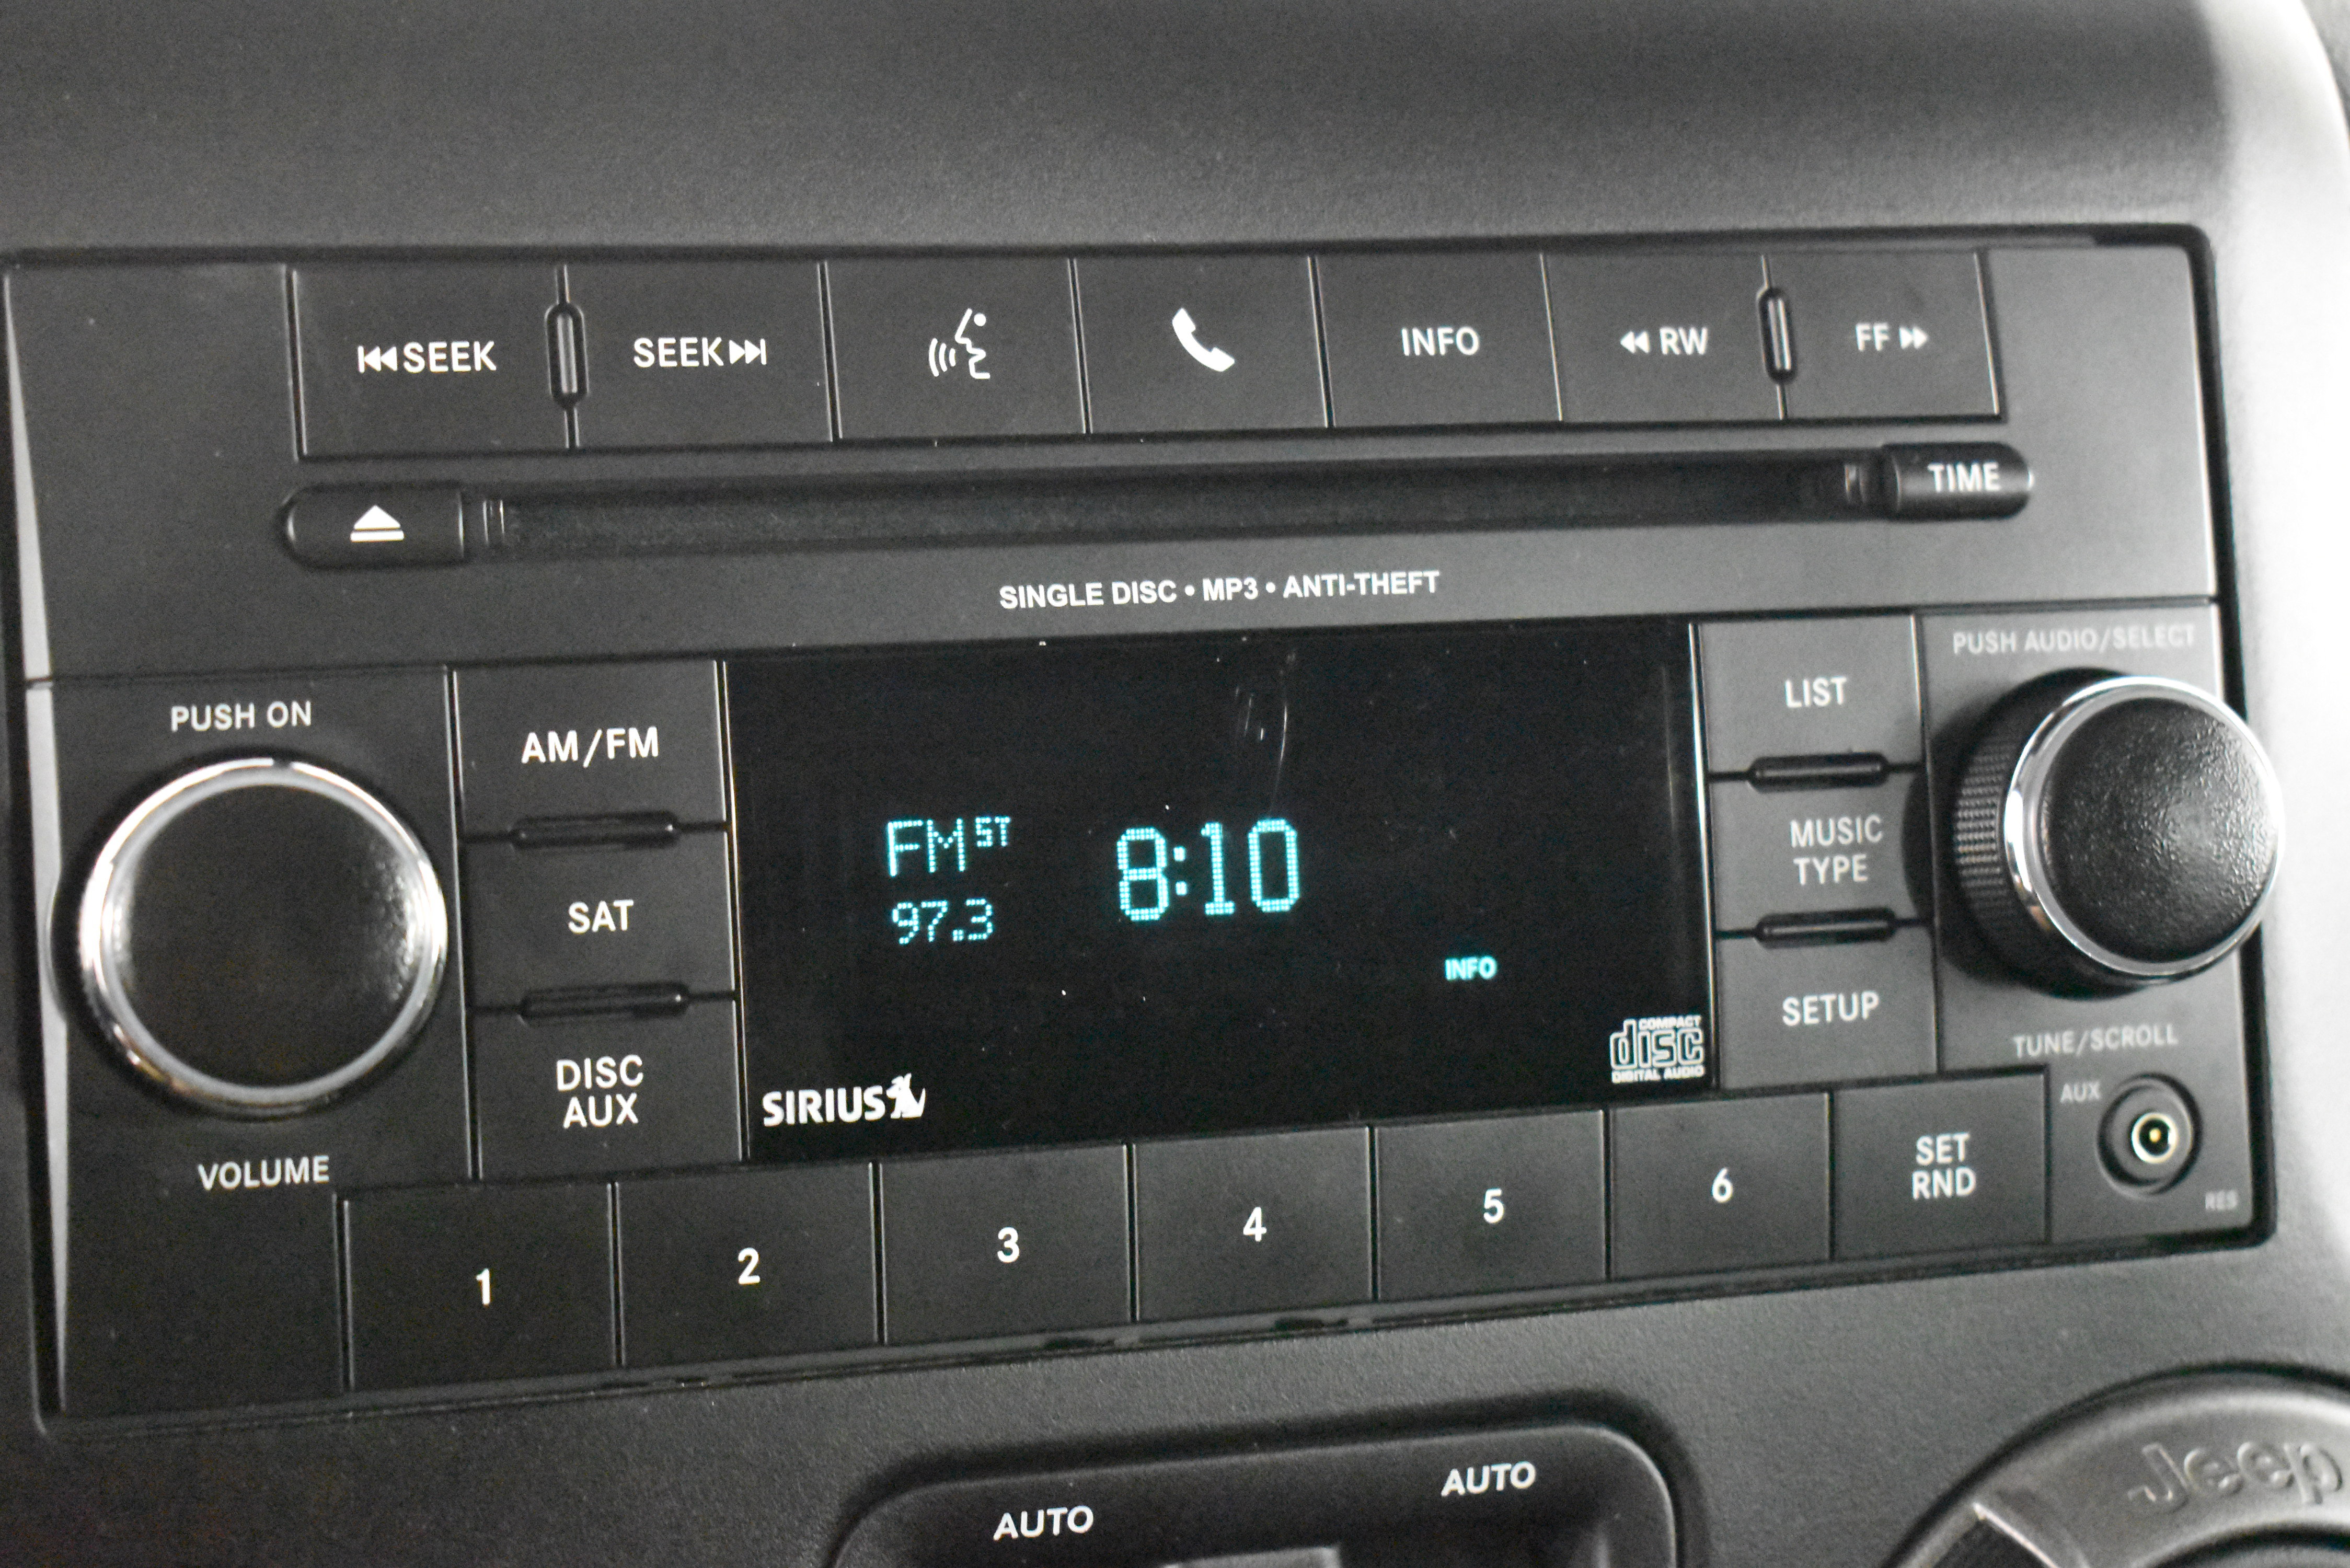 SEEK
SEEK
INFO
RW
FF
TIME
SINGLE DISC • MP3 • ANTI-THEFT
PUSH ON
VOLUME
AM/FM
SAT
DISC
AUX
FM ST
97.3
8:10
INFO
SIRIUS
COMPACT
disc
DIGITAL AUDIO
LIST
MUSIC
TYPE
SETUP
PUSH AUDIO/SELECT
TUNE/SCROLL
AUX
RES
1
2
3
4
5
6
SET
RND
AUTO
AUTO
Jeep